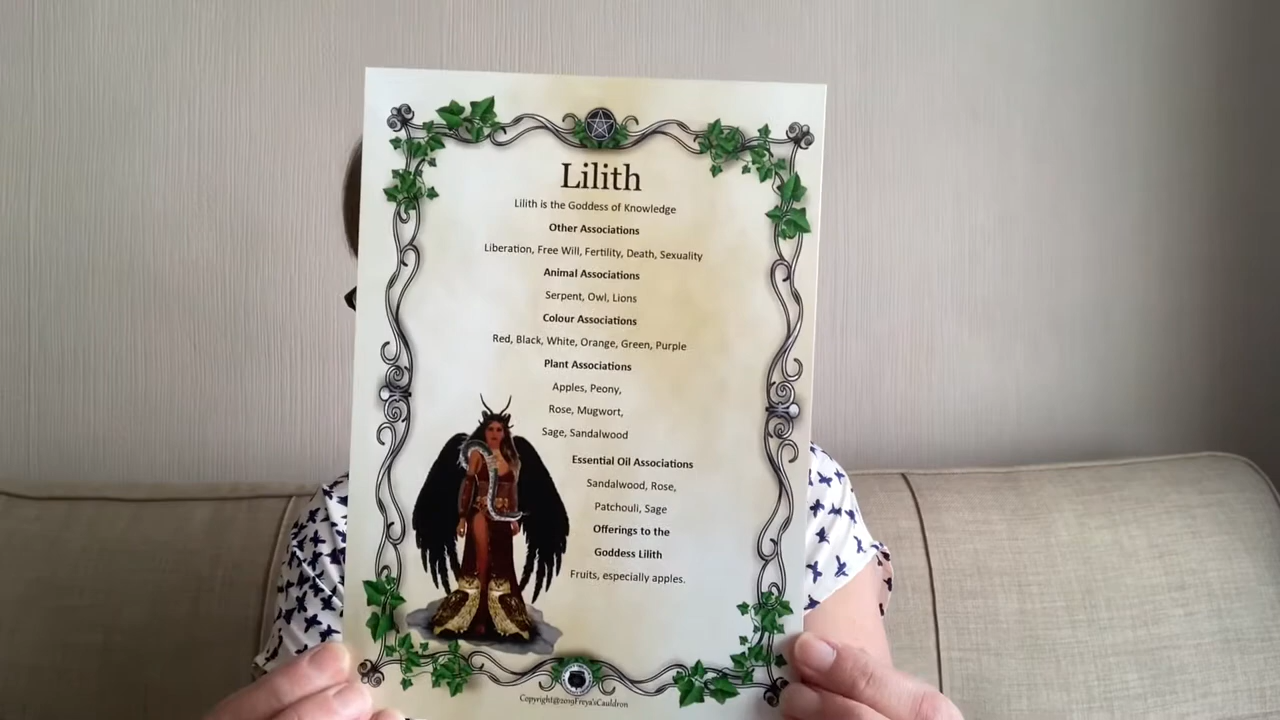 Lilith
Lilith is the Goddess of Knowledge
Other Associations
Liberation, Free Will, Fertility, Death, Sexuality
Animal Associations
Serpent, Owl, Lions
Colour Associations
Red, Black, White, Orange, Green, Purple
Plant Associations
Apples, Peony,
Rose, Mugwort,
Sage, Sandalwood
Essential Oil Associations
Sandalwood, Rose,
Patchouli, Sage
Offerings to the
Goddess Lilith
Fruits, especially apples.
Copyright@2019Freya'sCauldron